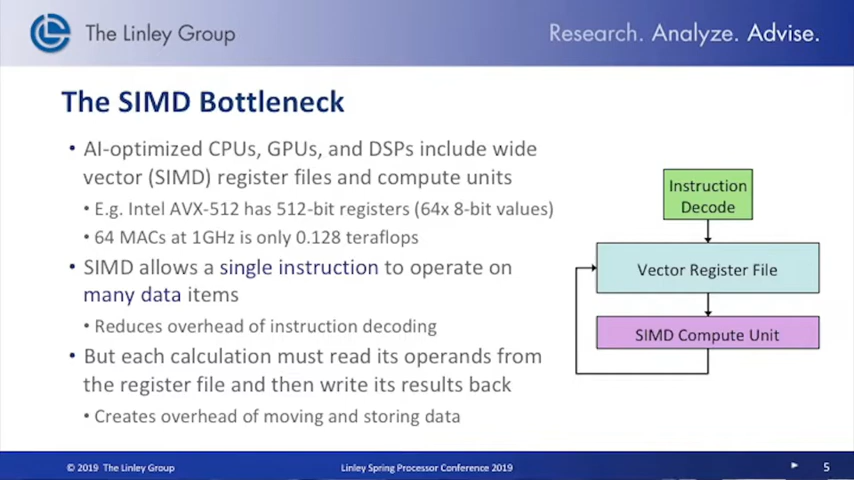 The Linley Group
Research. Analyze. Advise.
The SIMD Bottleneck
• AI-optimized CPUs, GPUs, and DSPs include wide
vector (SIMD) register files and compute units
• E.g. Intel AVX-512 has 512-bit registers (64x 8-bit values)
• 64 MACs at 1GHz is only 0.128 teraflops
• SIMD allows a single instruction to operate on
many data items
• Reduces overhead of instruction decoding
• But each calculation must read its operands from
the register file and then write its results back
• Creates overhead of moving and storing data
Instruction
Decode
Vector Register File
SIMD Compute Unit
© 2019 The Linley Group
Linley Spring Processor Conference 2019
5